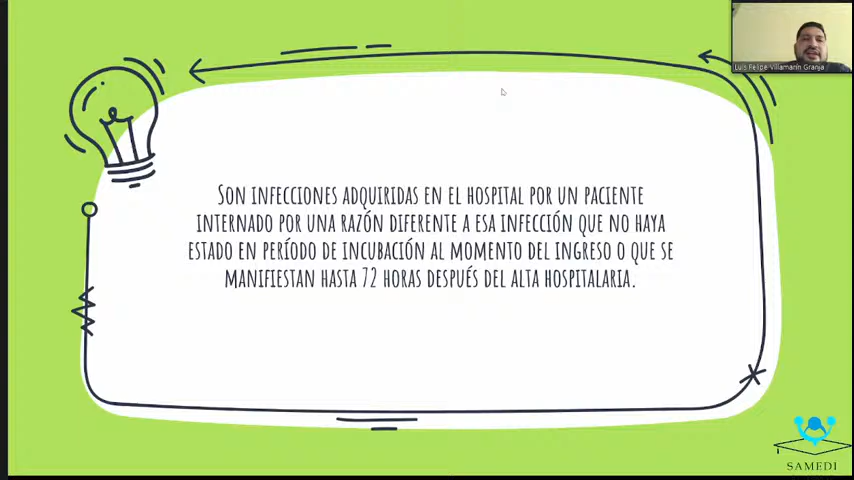 Luis Felipe Villamarín Granja
Son infecciones adquiridas en el hospital por un paciente
internado por una razón diferente a esa infección que no haya
estado en período de incubación al momento del ingreso o que se
manifiestan hasta 72 horas después del alta hospitalaria.
SAMEDI